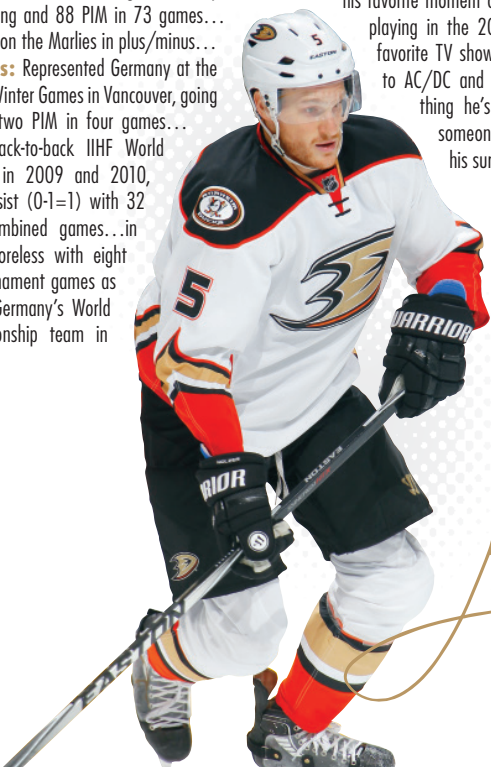 ng and 88 PIM in 73 games…
on the Marlies in plus/minus…
s: Represented Germany at the
Winter Games in Vancouver, going
two PIM in four games…
ack-to-back IIHF World
in 2009 and 2010,
sist (0-1=1) with 32
mbined games…in
oreless with eight
nament games as
Germany's World
onship team in
his favorite moment
playing in the 20
favorite TV show
to AC/DC and
thing he's
someon
his sur
5
EASTON
5
WARRIOR
EASTON
RRIOR